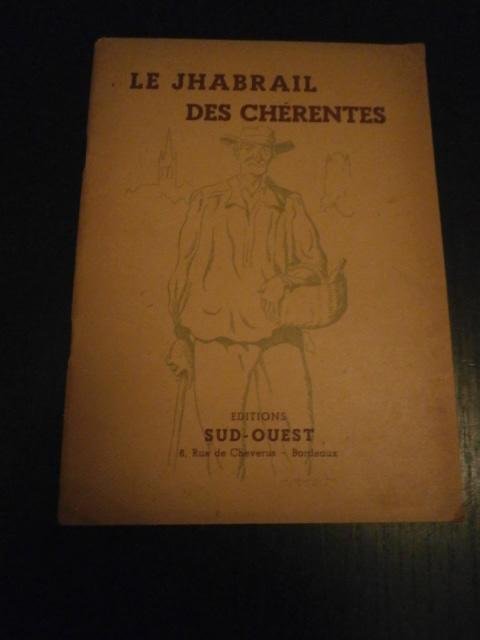 LE JHABRAIL
DES CHÉRENTES
EDITIONS
SUD-OUEST
8, Rue de Cheverus - Bordeaux